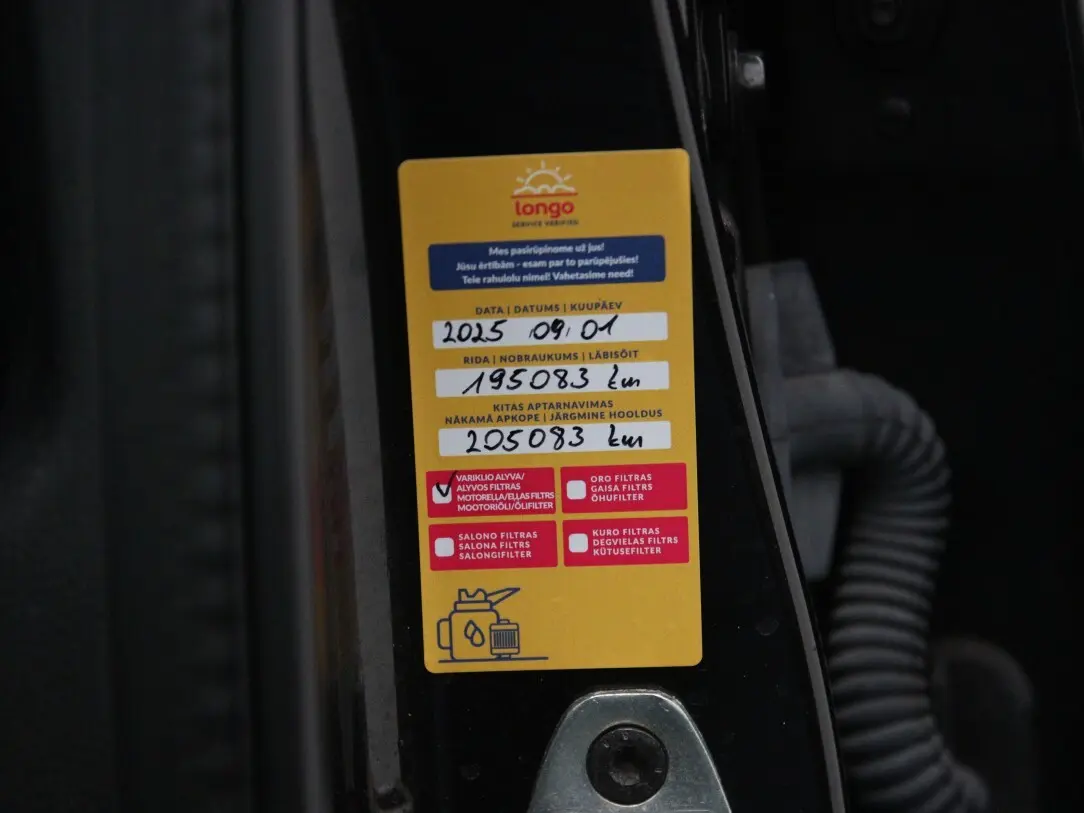 longo
SERVICE VERIFIED
Mes pasirūpinome už jus!
Jūsu ērtībām - esam par to parūpējušies!
Teie rahulolu nimel! Vahetasime need!
DATA | DATUMS | KUUPÄEV
2025 09. 01
RIDA | NOBRAUKUMS | LÄBISÕIT
195083 km
KITAS APTARNAVIMAS
NĀKAMĀ APKOPE | JÄRGMINE HOOLDUS
205083 km
VARIKLIO ALYVA/
ALYVOS FILTRAS
MOTOREĻĻA/EĻĻAS FILTRS
MOOTORIÕLI/ÕLIFILTER
ORO FILTRAS
GAISA FILTRS
ÕHUFILTER
SALONO FILTRAS
SALONA FILTRS
SALONGIFILTER
KURO FILTRAS
DEGVIELAS FILTRS
KÜTUSEFILTER